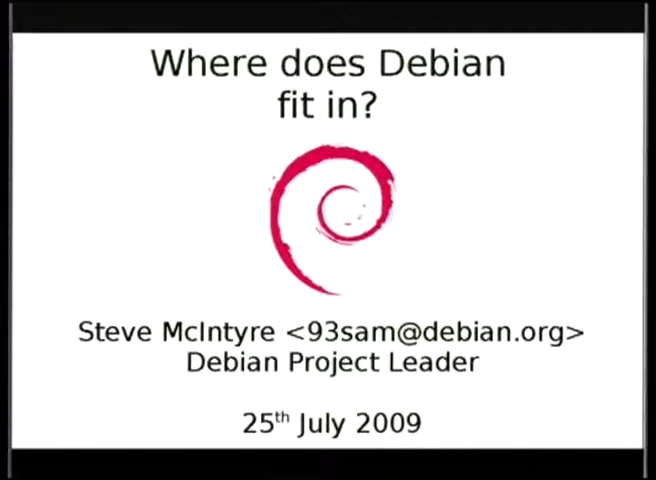 Where does Debian
fit in?
Steve McIntyre <93sam@debian.org>
Debian Project Leader
25th July 2009